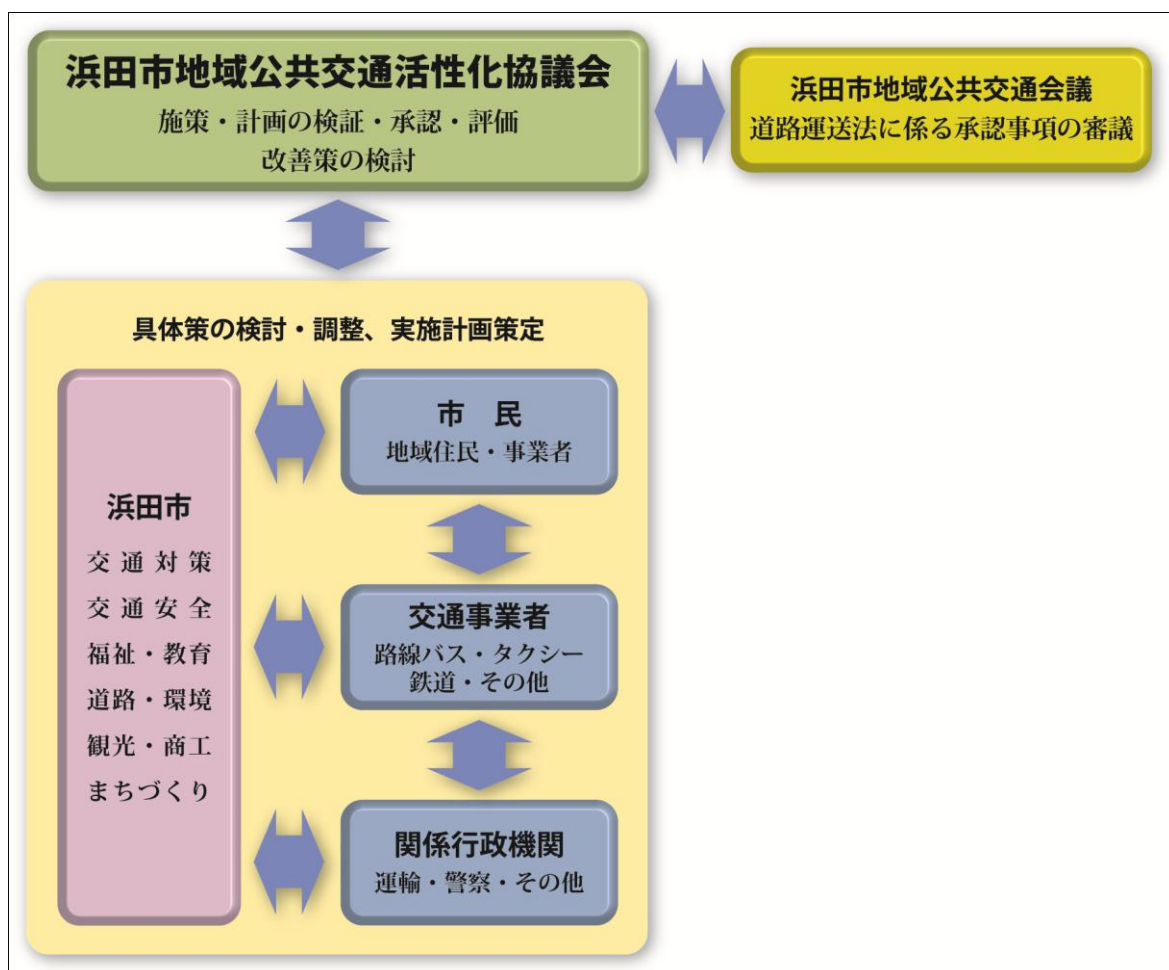 浜田市地域公共交通活性化協議会
施策・計画の検証・承認・評価
改善策の検討
浜田市地域公共交通会議
道路運送法に係る承認事項の審議
具体策の検討・調整、実施計画策定
浜田市
交通対策
交通安全
福祉・教育
道路・環境
観光・商工
まちづくり
市　民
地域住民・事業者
交通事業者
路線バス・タクシー
鉄道・その他
関係行政機関
運輸・警察・その他